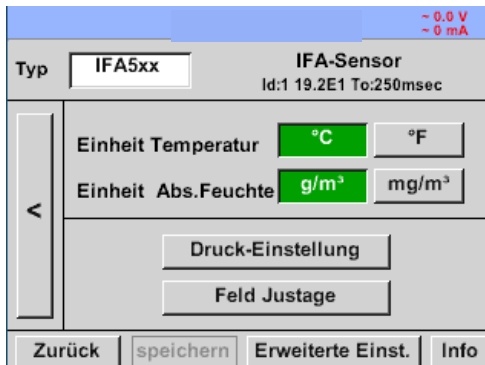 ~ 0.0 V
~ 0 mA
Typ IFA5xx IFA-Sensor
Id:1 19.2E1 To:250msec
Einheit Temperatur °C °F
Einheit Abs.Feuchte g/m³ mg/m³
<
Druck-Einstellung
Feld Justage
Zurück speichern Erweiterte Einst. Info